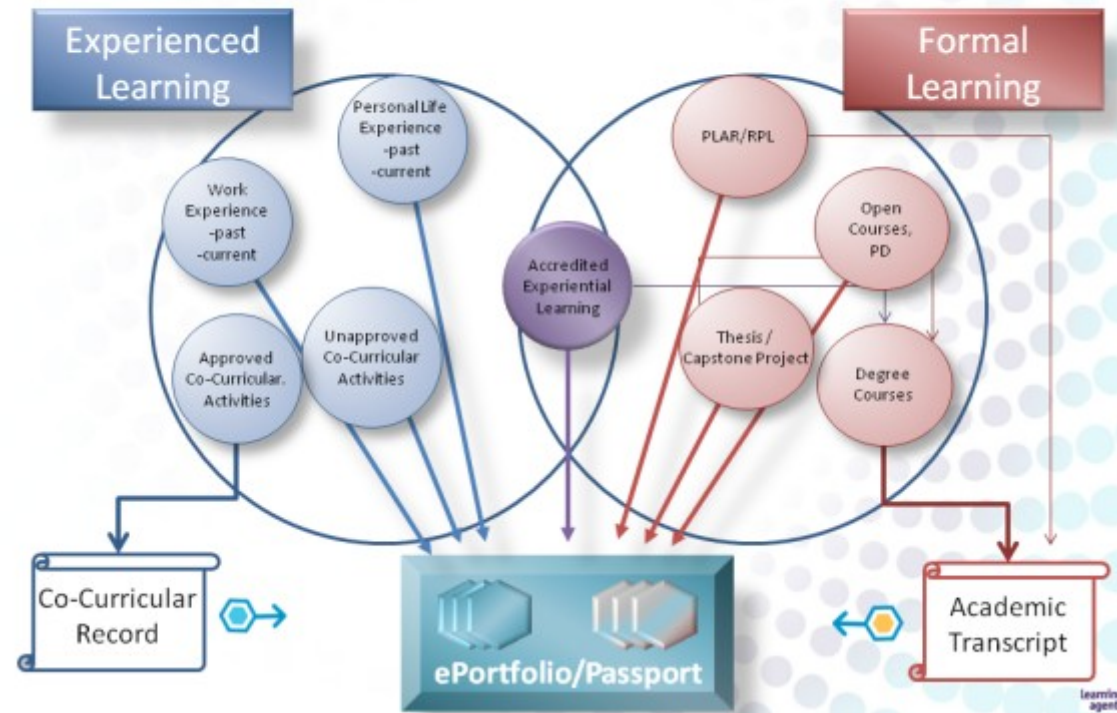 Experienced
Learning
Formal
Learning
Personal Life
Experience
-past
-current
PLAR/RPL
Work
Experience
-past
-current
Open
Courses,
PD
Accredited
Experiential
Learning
Approved
Co-Curricular.
Activities
Unapproved
Co-Curricular
Activities
Thesis /
Capstone Project
Degree
Courses
Co-Curricular
Record
ePortfolio/Passport
Academic
Transcript
learnin
agen